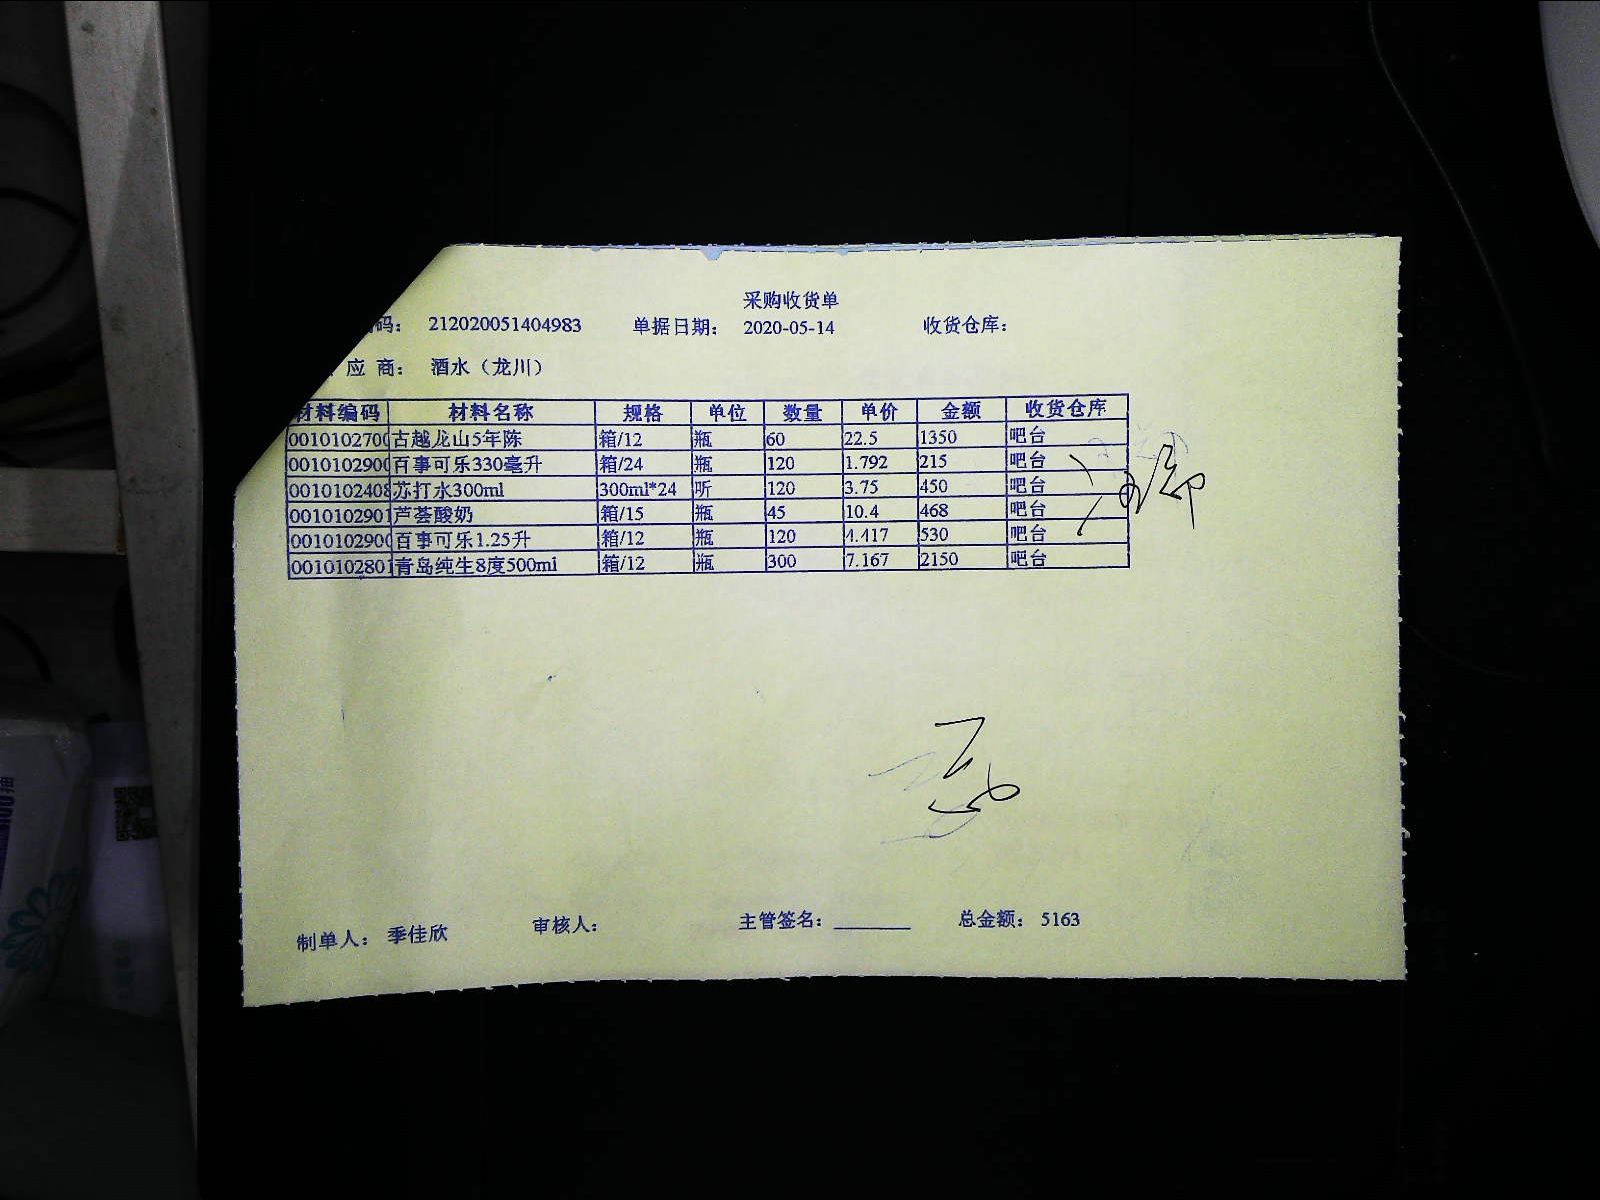 采购收货单
码： 212020051404983 单据日期： 2020-05-14 收货仓库：
应 商： 酒水（龙川）
材料编码 材料名称 规格 单位 数量 单价 金额 收货仓库
0010102700 古越龙山5年陈 箱/12 瓶 60 22.5 1350 吧台
0010102900 百事可乐330毫升 箱/24 瓶 120 1.792 215 吧台
0010102408 苏打水300ml 300ml*24 听 120 3.75 450 吧台
0010102901 芦荟酸奶 箱/15 瓶 45 10.4 468 吧台
0010102900 百事可乐1.25升 箱/12 瓶 120 4.417 530 吧台
0010102801 青岛纯生8度500ml 箱/12 瓶 300 7.167 2150 吧台
制单人： 季佳欣 审核人： 主管签名： 总金额： 5163